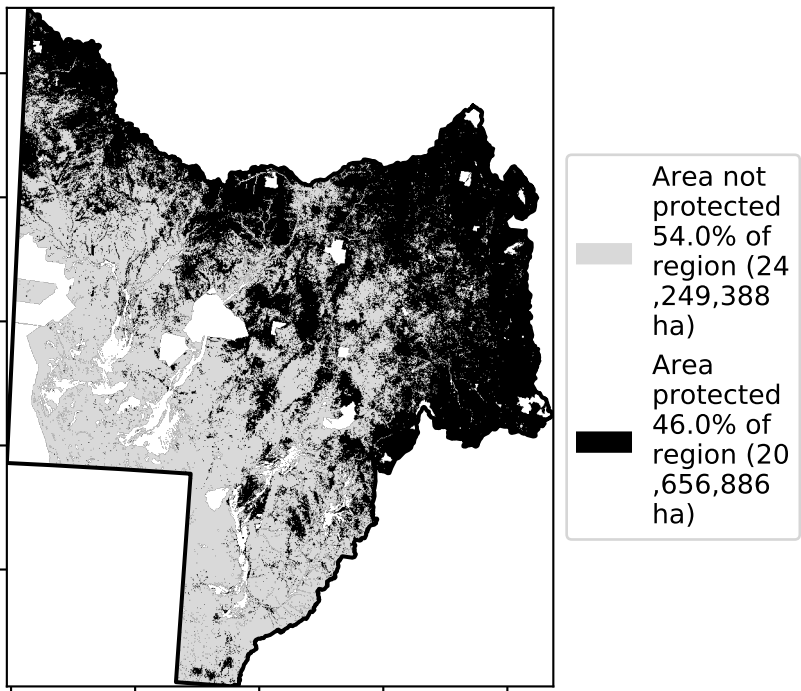 Area not
protected
54.0% of
region (24
,249,388
ha)
Area
protected
46.0% of
region (20
,656,886
ha)